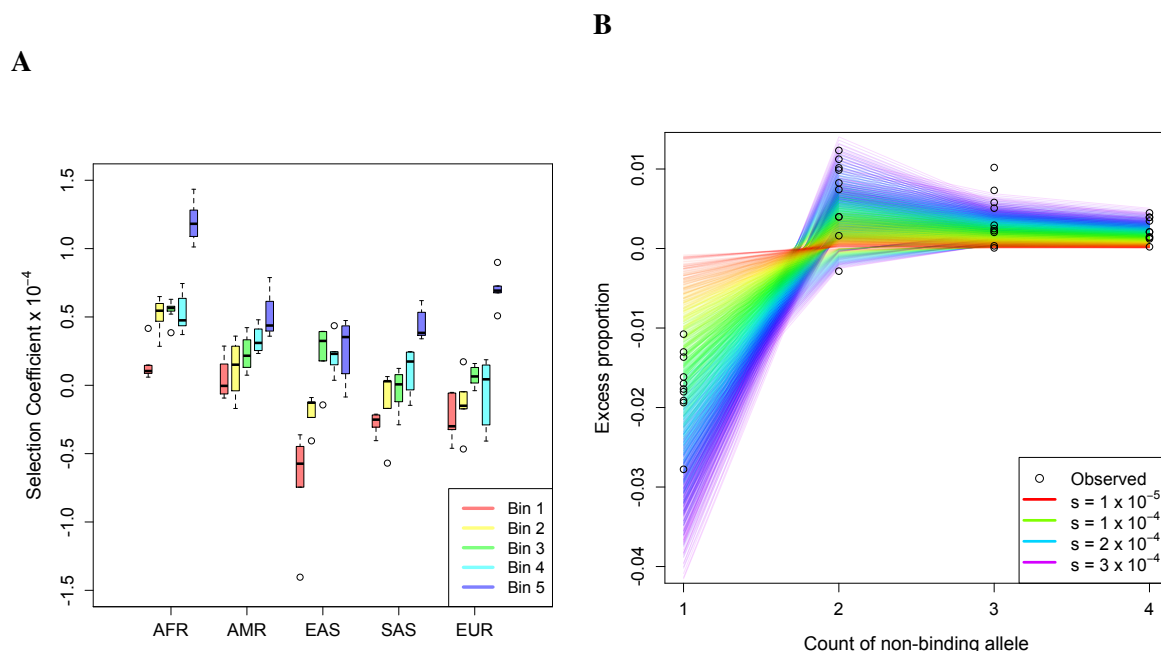 B
A
Selection Coefficient x 10⁻⁴
1.5
1.0
0.5
0.0
-0.5
-1.0
-1.5
AFR AMR EAS SAS EUR
Bin 1
Bin 2
Bin 3
Bin 4
Bin 5
Excess proportion
0.01
0.0
-0.01
-0.02
-0.03
-0.04
1 2 3 4
Count of non-binding allele
Observed
s = 1 x 10⁻⁵
s = 1 x 10⁻⁴
s = 2 x 10⁻⁴
s = 3 x 10⁻⁴